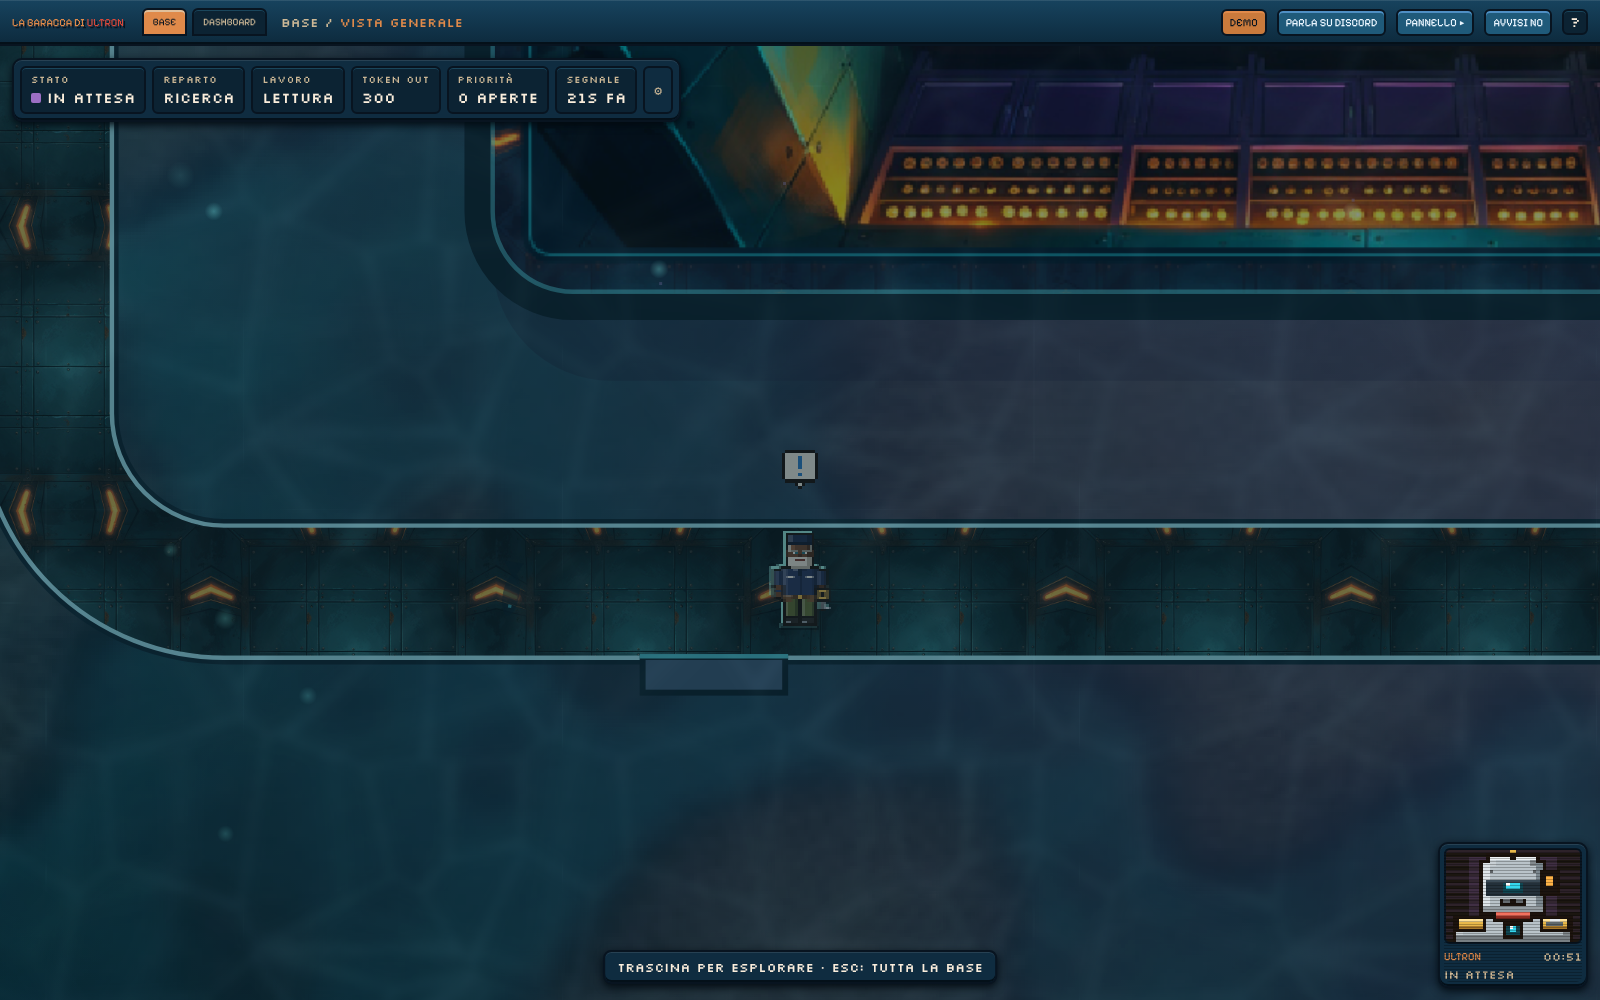 LA BARACCA DI ULTRON
BASE
DASHBOARD
BASE / VISTA GENERALE
DEMO
PARLA SU DISCORD
PANNELLO ▸
AVVISI NO
?
STATO
IN ATTESA
REPARTO
RICERCA
LAVORO
LETTURA
TOKEN OUT
300
PRIORITÀ
0 APERTE
SEGNALE
21S FA
!
TRASCINA PER ESPLORARE · ESC: TUTTA LA BASE
ULTRON 00:51
IN ATTESA